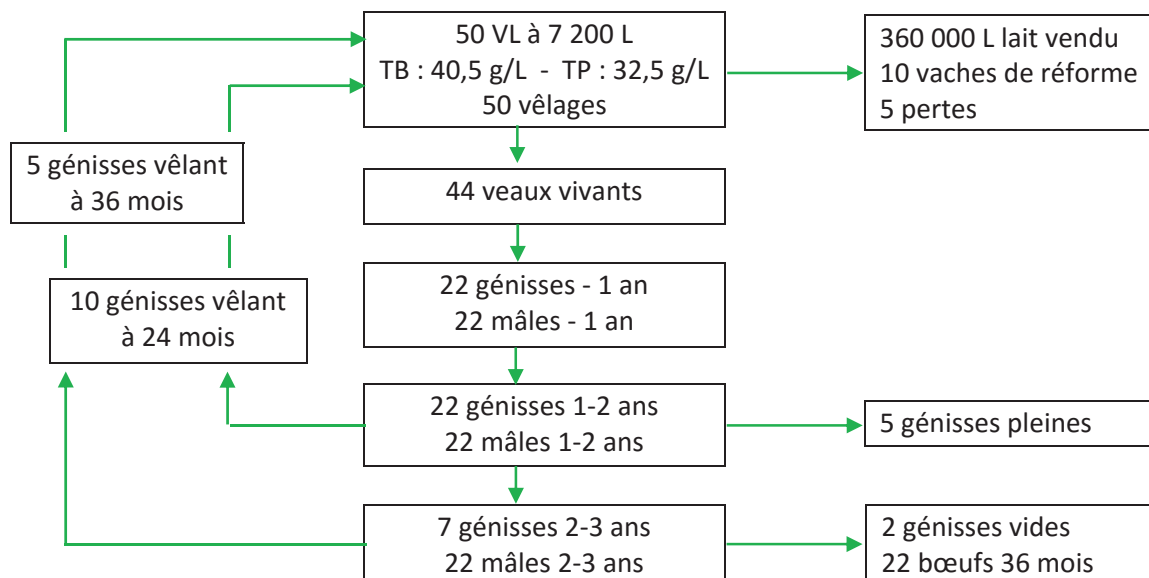 50 VL à 7 200 L
TB : 40,5 g/L - TP : 32,5 g/L
50 vêlages
360 000 L lait vendu
10 vaches de réforme
5 pertes
5 génisses vêlant
à 36 mois
44 veaux vivants
10 génisses vêlant
à 24 mois
22 génisses - 1 an
22 mâles - 1 an
22 génisses 1-2 ans
22 mâles 1-2 ans
5 génisses pleines
7 génisses 2-3 ans
22 mâles 2-3 ans
2 génisses vides
22 bœufs 36 mois